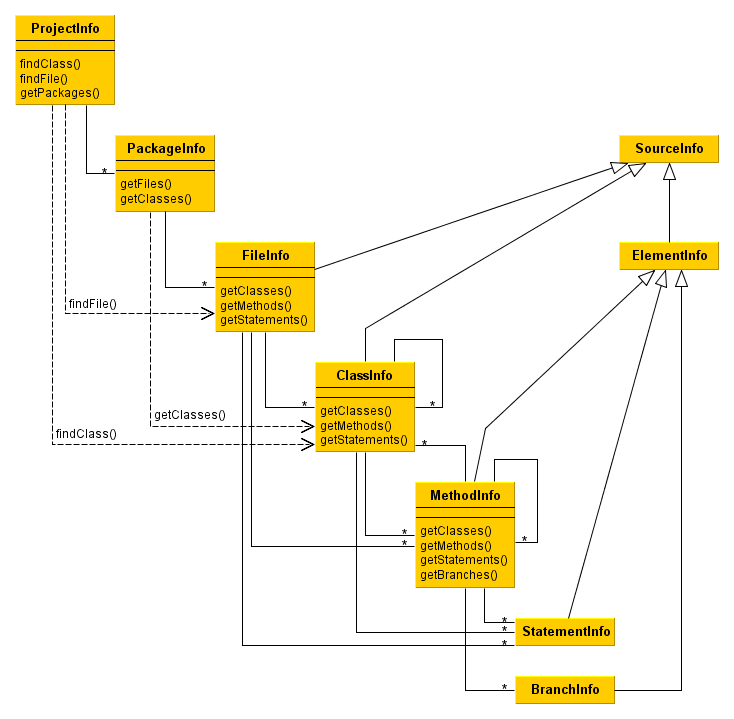 ProjectInfo
findClass()
findFile()
getPackages()
*
PackageInfo
getFiles()
getClasses()
SourceInfo
*
FileInfo
getClasses()
getMethods()
getStatements()
ElementInfo
findFile()
*
ClassInfo
getClasses()
getMethods()
getStatements()
*
getClasses()
findClass()
*
MethodInfo
getClasses()
getMethods()
getStatements()
getBranches()
*
*
*
*
*
*
StatementInfo
*
BranchInfo